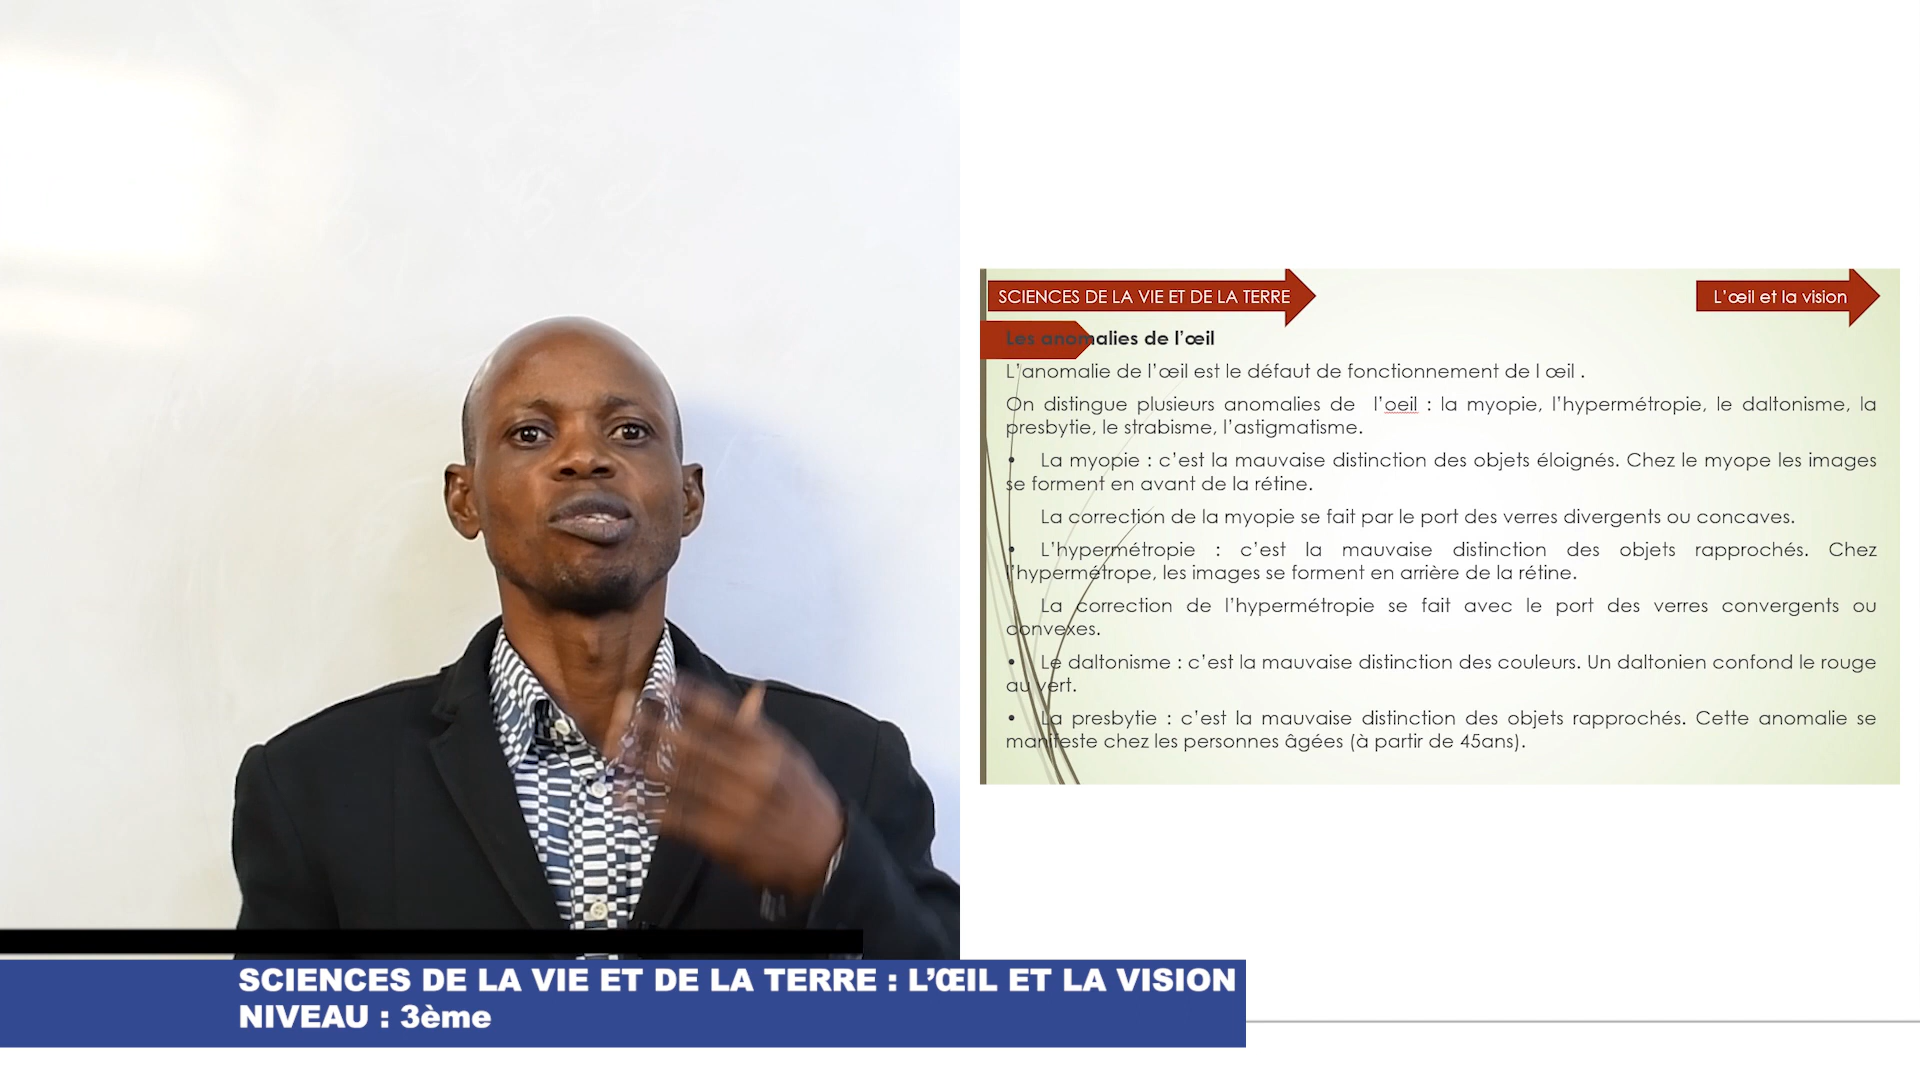 SCIENCES DE LA VIE ET DE LA TERRE
L'œil et la vision
Les anomalies de l'œil
L'anomalie de l'œil est le défaut de fonctionnement de l œil .
On distingue plusieurs anomalies de l'oeil : la myopie, l'hypermétropie, le daltonisme, la
presbytie, le strabisme, l'astigmatisme.
• La myopie : c'est la mauvaise distinction des objets éloignés. Chez le myope les images
se forment en avant de la rétine.
La correction de la myopie se fait par le port des verres divergents ou concaves.
• L'hypermétropie : c'est la mauvaise distinction des objets rapprochés. Chez
l'hypermétrope, les images se forment en arrière de la rétine.
La correction de l'hypermétropie se fait avec le port des verres convergents ou
convexes.
• Le daltonisme : c'est la mauvaise distinction des couleurs. Un daltonien confond le rouge
au vert.
• La presbytie : c'est la mauvaise distinction des objets rapprochés. Cette anomalie se
manifeste chez les personnes âgées (à partir de 45ans).
SCIENCES DE LA VIE ET DE LA TERRE : L'ŒIL ET LA VISION
NIVEAU : 3ème